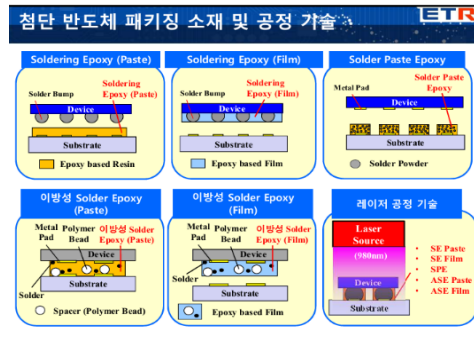 첨단 반도체 패키징 소재 및 공정 기술
ETR
Soldering Epoxy (Paste)
Solder Bump
Soldering
Epoxy (Paste)
Device
Substrate
Epoxy based Resin
Soldering Epoxy (Film)
Solder Bump
Soldering
Epoxy (Film)
Device
Substrate
Epoxy based Film
Solder Paste Epoxy
Metal Pad
Solder Paste
Epoxy
Device
Substrate
Solder Powder
이방성 Solder Epoxy
(Paste)
Metal Polymer 이방성 Solder
Pad Bead Epoxy (Paste)
Device
Solder
Substrate
Spacer (Polymer Bead)
이방성 Solder Epoxy
(Film)
Metal Polymer 이방성 Solder
Pad Bead Epoxy (Film)
Device
Solder
Substrate
Epoxy based Film
레이저 공정 기술
Laser
Source
(980nm)
Device
Substrate
• SE Paste
• SE Film
• SPE
• ASE Paste
• ASE Film